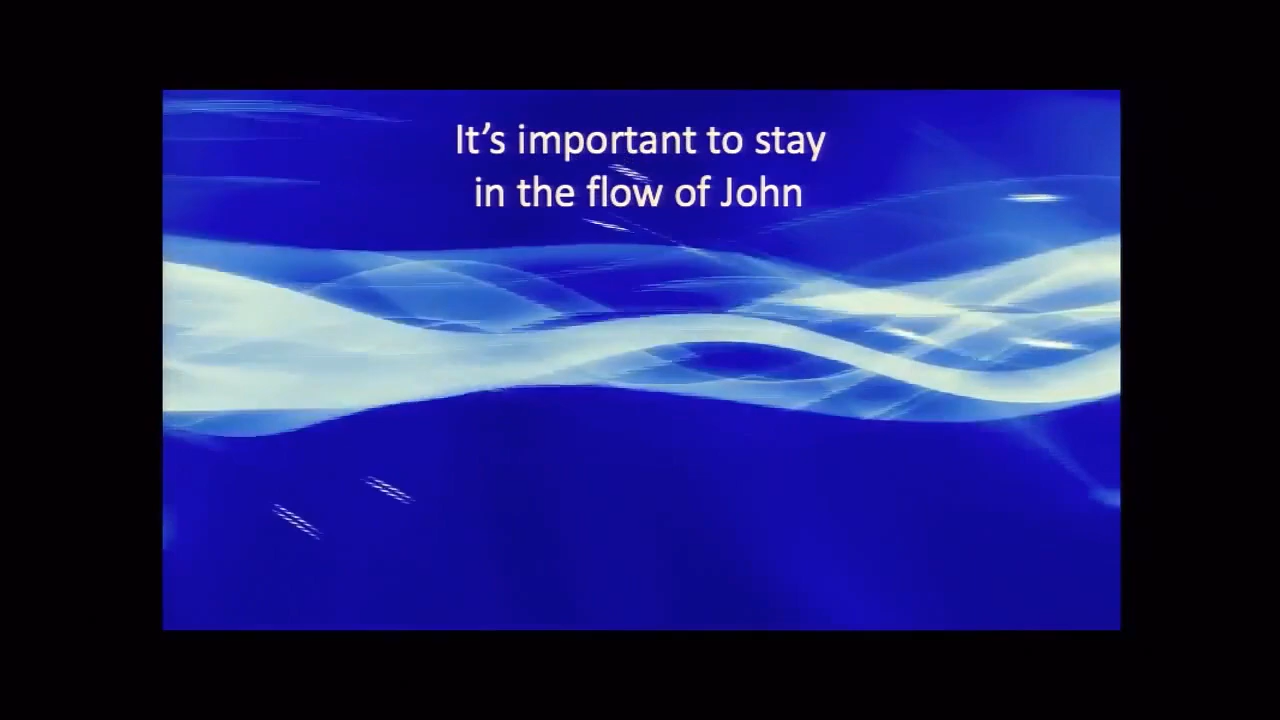 It’s important to stay
in the flow of John